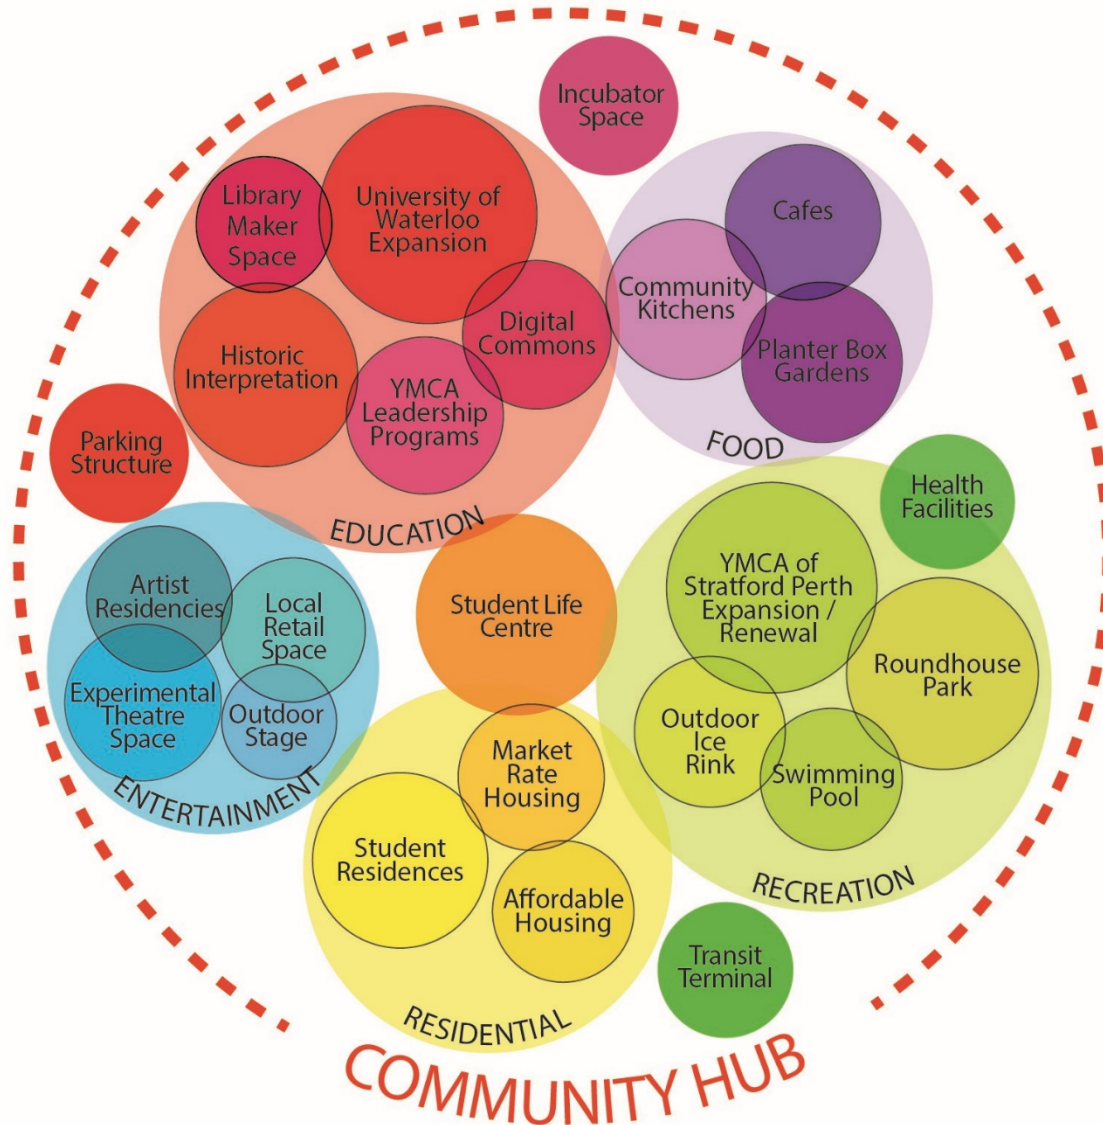 Incubator
Space
Library
Maker
Space
University of
Waterloo
Expansion
Digital
Commons
Historic
Interpretation
YMCA
Leadership
Programs
EDUCATION
Cafes
Community
Kitchens
Planter Box
Gardens
FOOD
Parking
Structure
Health
Facilities
Artist
Residencies
Local
Retail
Space
Experimental
Theatre
Space
Outdoor
Stage
ENTERTAINMENT
Student Life
Centre
YMCA of
Stratford Perth
Expansion /
Renewal
Roundhouse
Park
Outdoor
Ice
Rink
Swimming
Pool
RECREATION
Market
Rate
Housing
Student
Residences
Affordable
Housing
RESIDENTIAL
Transit
Terminal
COMMUNITY HUB